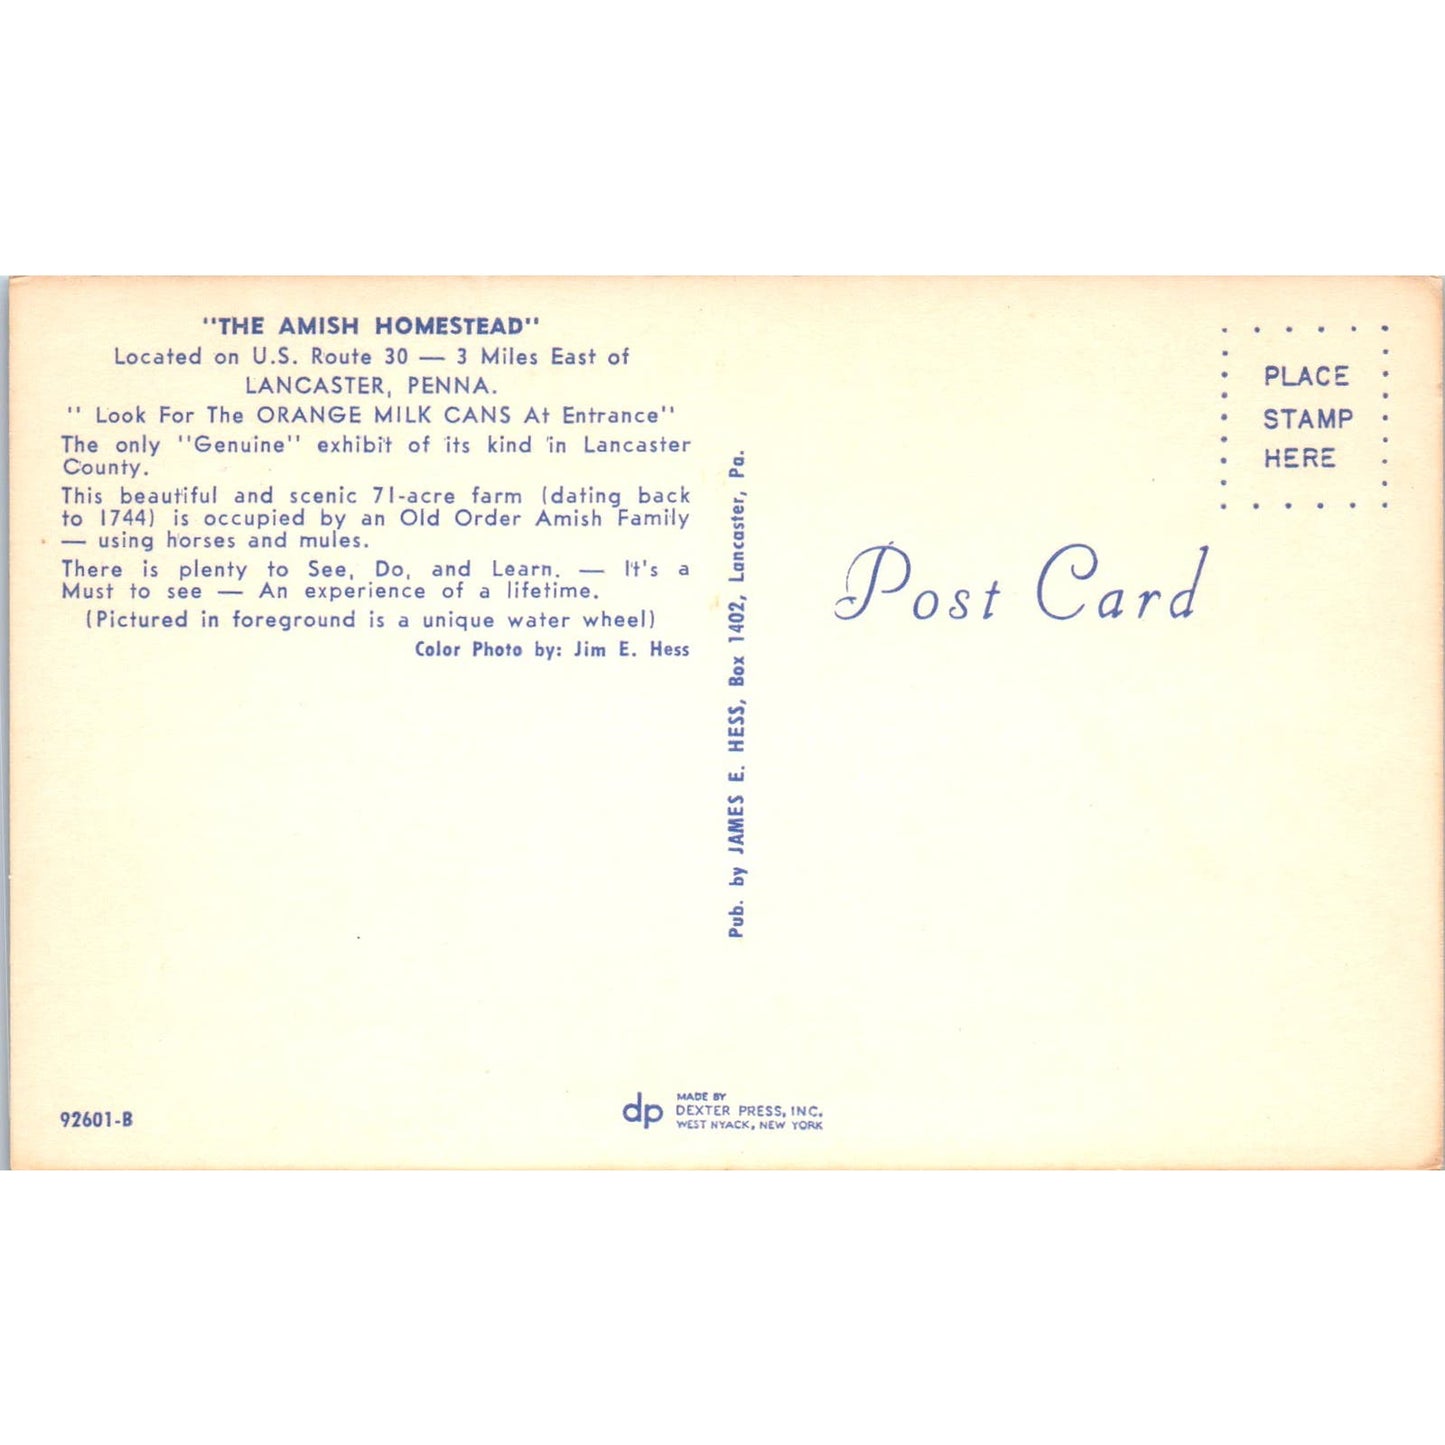 "THE AMISH HOMESTEAD"
Located on U.S. Route 30 — 3 Miles East of
LANCASTER, PENNA.
" Look For The ORANGE MILK CANS At Entrance"
The only "Genuine" exhibit of its kind in Lancaster
County.
This beautiful and scenic 71-acre farm (dating back
to 1744) is occupied by an Old Order Amish Family
— using horses and mules.
There is plenty to See, Do, and Learn. — It's a
Must to see — An experience of a lifetime.
(Pictured in foreground is a unique water wheel)
Color Photo by: Jim E. Hess
92601-B
Pub. by JAMES E. HESS, Box 1402, Lancaster, Pa.
dp
MADE BY
DEXTER PRESS, INC.
WEST NYACK, NEW YORK
PLACE
STAMP
HERE
Post Card